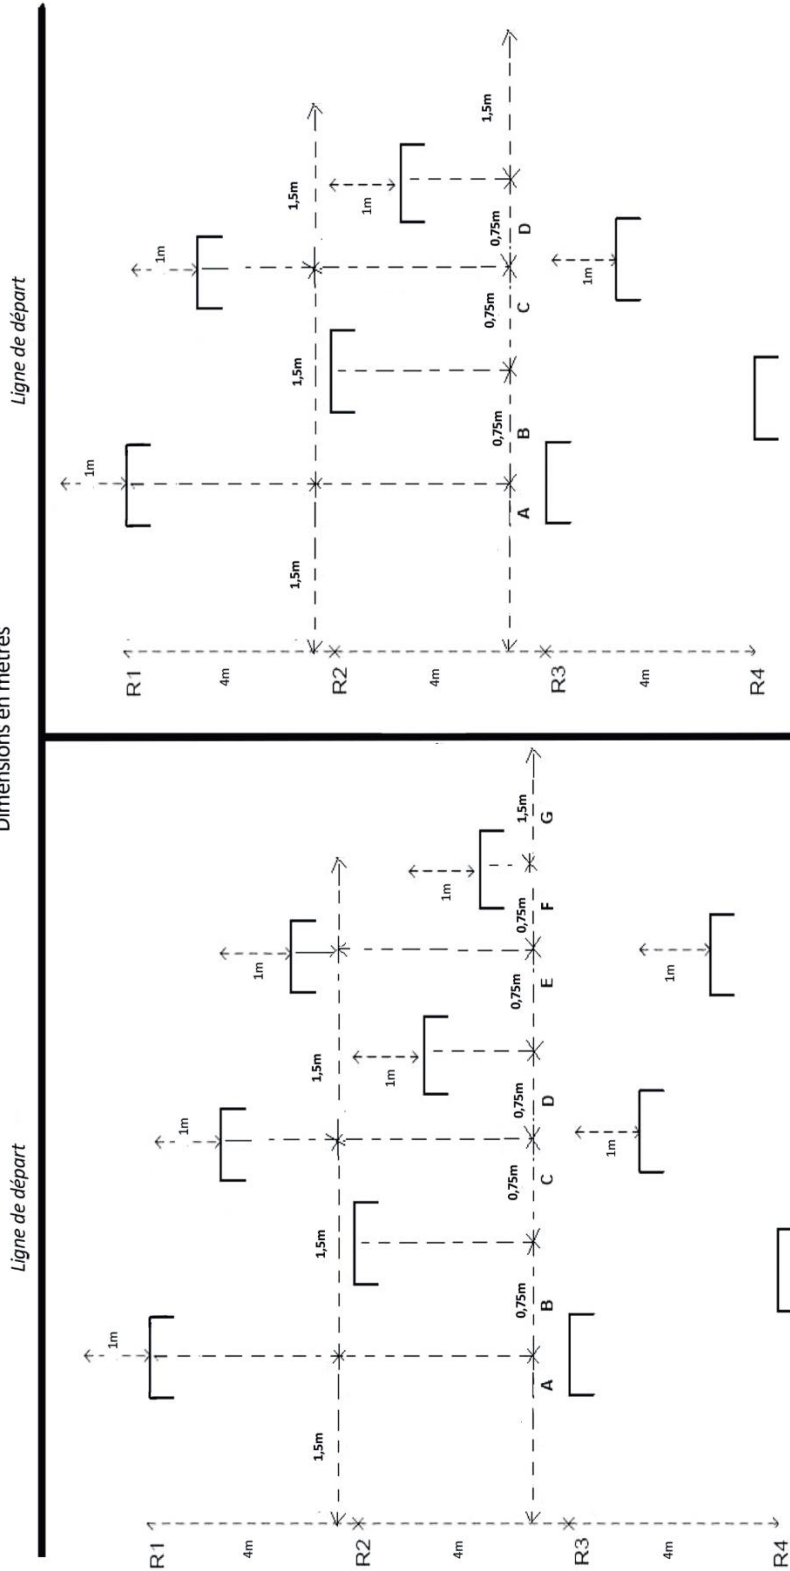 Dimensions en mètres
Ligne de départ
Ligne de départ
1m
R1
1m
4m
1m
1,5m 1,5m 1,5m
R2
1m
1m
4m
0,75m 0,75m 0,75m 0,75m 0,75m 1,5m
A B C D E F G
R3
1m
4m 1m
R4
1m
R1
1m
4m
1,5m 1,5m 1,5m
R2
1m
4m
0,75m 0,75m 0,75m 1,5m
A B C D
R3
1m
4m
R4